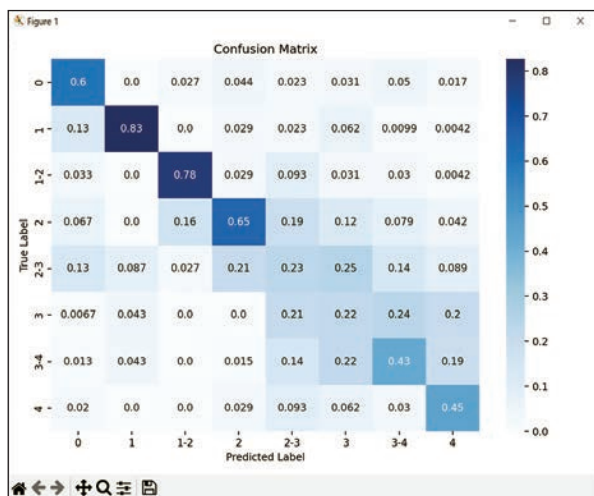 Figure 1
Confusion Matrix
0 0.6 0.0 0.027 0.044 0.023 0.031 0.05 0.017
1 0.13 0.83 0.0 0.029 0.023 0.062 0.0099 0.0042
1-2 0.033 0.0 0.78 0.029 0.093 0.031 0.03 0.0042
2 0.067 0.0 0.16 0.65 0.19 0.12 0.079 0.042
2-3 0.13 0.087 0.027 0.21 0.23 0.25 0.14 0.089
3 0.0067 0.043 0.0 0.0 0.21 0.22 0.24 0.2
3-4 0.013 0.043 0.0 0.015 0.14 0.22 0.43 0.19
4 0.02 0.0 0.0 0.029 0.093 0.062 0.03 0.45
0 1 1-2 2 2-3 3 3-4 4
Predicted Label
True Label
0.8
0.7
0.6
0.5
0.4
0.3
0.2
0.1
0.0